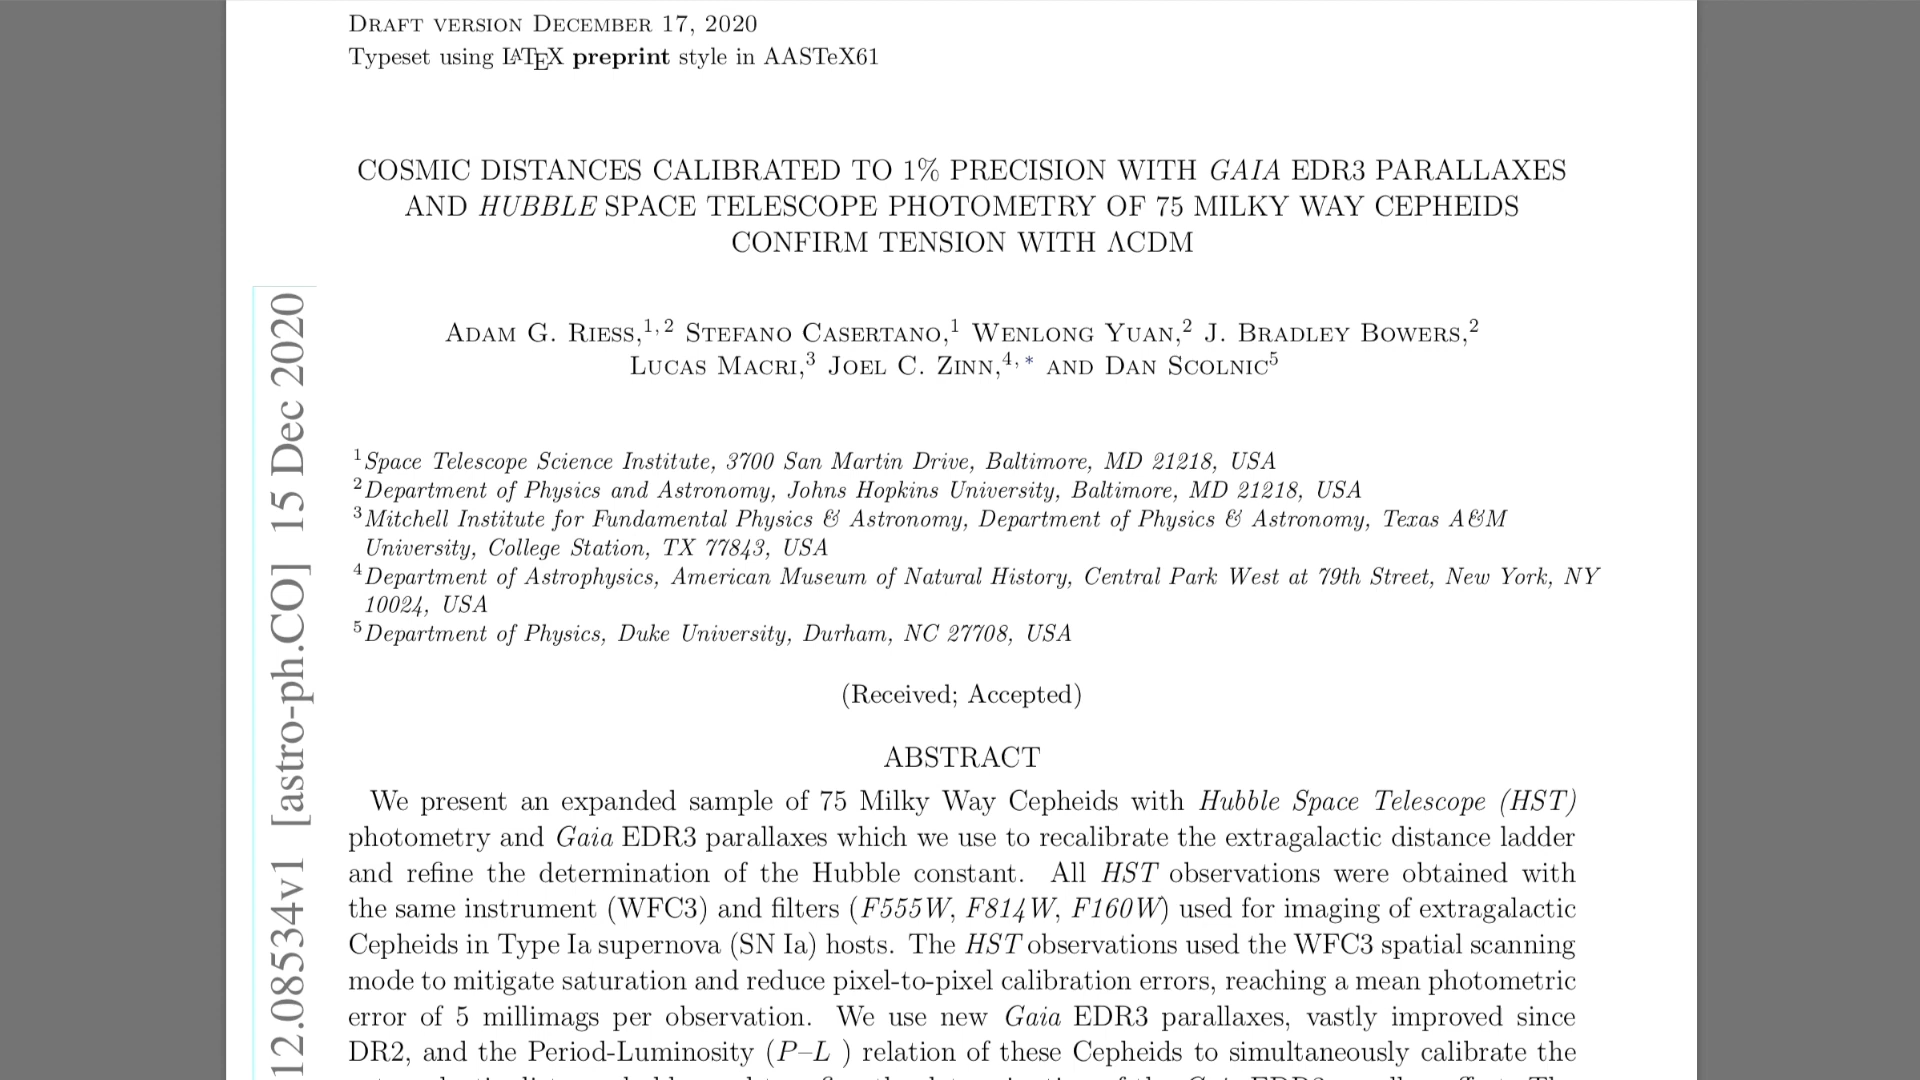 DRAFT VERSION DECEMBER 17, 2020
Typeset using LATEX preprint style in AASTeX61
COSMIC DISTANCES CALIBRATED TO 1% PRECISION WITH GAIA EDR3 PARALLAXES
AND HUBBLE SPACE TELESCOPE PHOTOMETRY OF 75 MILKY WAY CEPHEIDS
CONFIRM TENSION WITH ΛCDM
ADAM G. RIESS,1,2 STEFANO CASERTANO,1 WENLONG YUAN,2 J. BRADLEY BOWERS,2
LUCAS MACRI,3 JOEL C. ZINN,4,* AND DAN SCOLNIC5
1Space Telescope Science Institute, 3700 San Martin Drive, Baltimore, MD 21218, USA
2Department of Physics and Astronomy, Johns Hopkins University, Baltimore, MD 21218, USA
3Mitchell Institute for Fundamental Physics & Astronomy, Department of Physics & Astronomy, Texas A&M
University, College Station, TX 77843, USA
4Department of Astrophysics, American Museum of Natural History, Central Park West at 79th Street, New York, NY
10024, USA
5Department of Physics, Duke University, Durham, NC 27708, USA
(Received; Accepted)
ABSTRACT
We present an expanded sample of 75 Milky Way Cepheids with Hubble Space Telescope (HST)
photometry and Gaia EDR3 parallaxes which we use to recalibrate the extragalactic distance ladder
and refine the determination of the Hubble constant. All HST observations were obtained with
the same instrument (WFC3) and filters (F555W, F814W, F160W) used for imaging of extragalactic
Cepheids in Type Ia supernova (SN Ia) hosts. The HST observations used the WFC3 spatial scanning
mode to mitigate saturation and reduce pixel-to-pixel calibration errors, reaching a mean photometric
error of 5 millimags per observation. We use new Gaia EDR3 parallaxes, vastly improved since
DR2, and the Period-Luminosity (P–L ) relation of these Cepheids to simultaneously calibrate the
12.08534v1 [astro-ph.CO] 15 Dec 2020